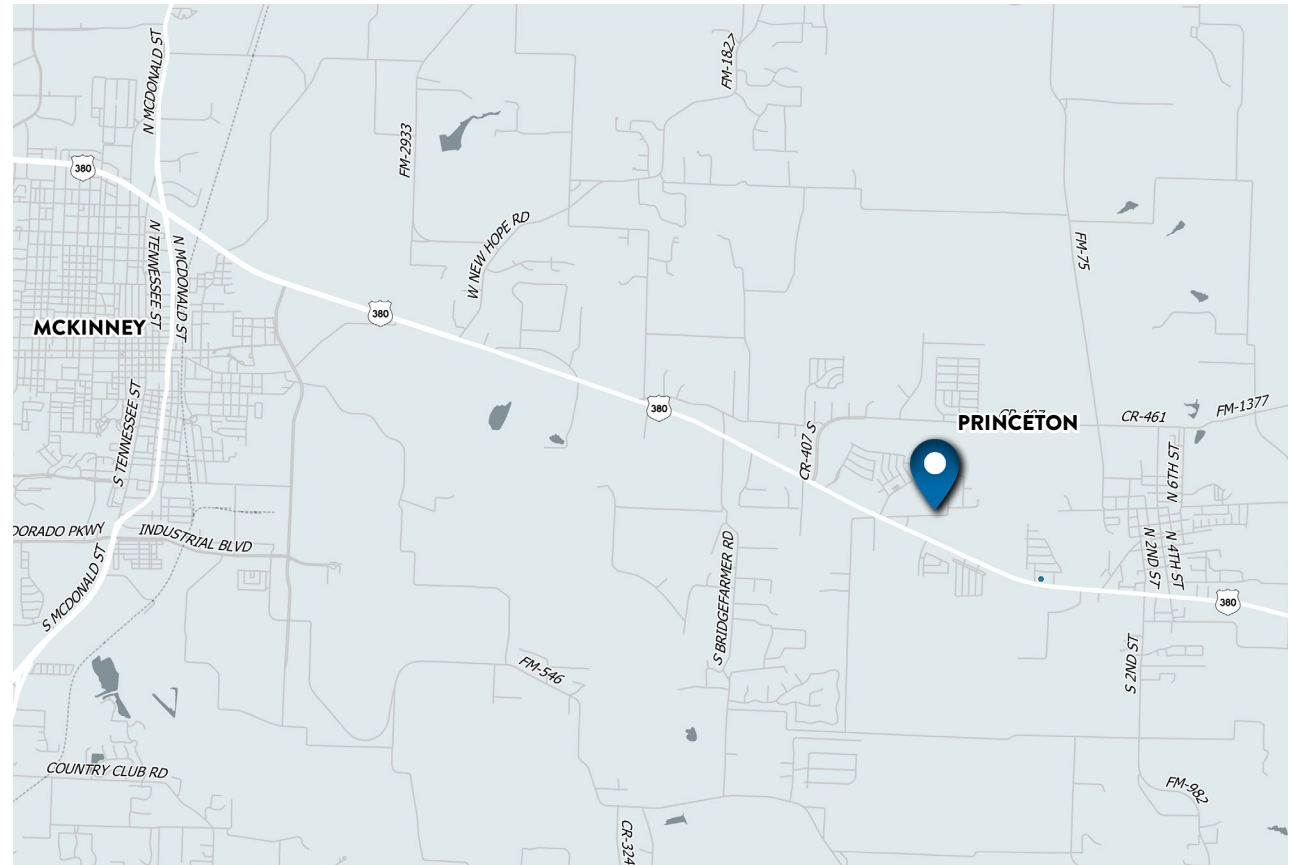 N MCDONALD ST
FM-1827
FM-2933
380
W NEW HOPE RD
N TENNESSEE ST
N MCDONALD ST
FM-75
380
MCKINNEY
S TENNESSEE ST
380
CR-407 S
PRINCETON
CR-461
FM-1377
N 6TH ST
N 4TH ST
N 2ND ST
DORADO PKWY
INDUSTRIAL BLVD
S MCDONALD ST
S BRIDGEFARMER RD
380
S 2ND ST
FM-546
COUNTRY CLUB RD
FM-982
CR-324